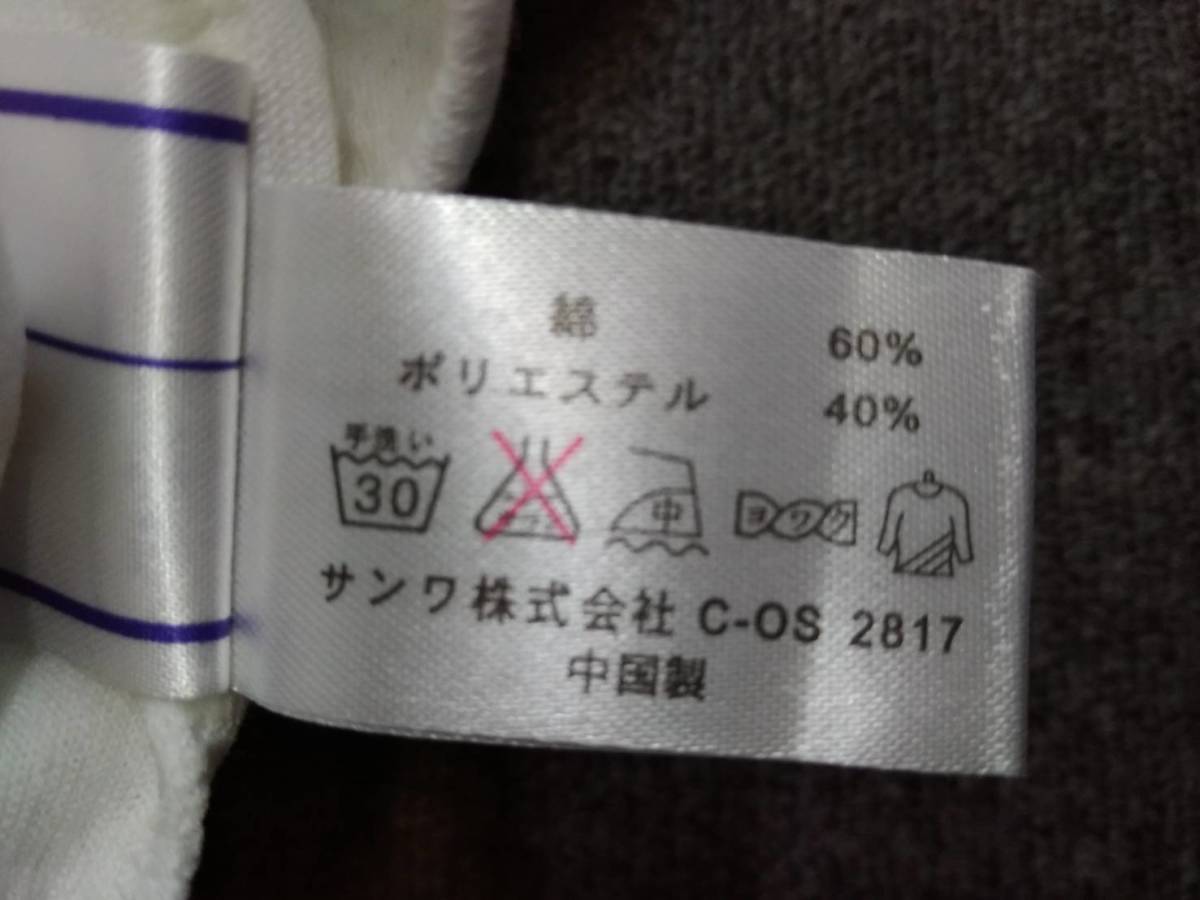 綿 60%
ポリエステル 40%
手洗い
30
中
ヨワク
サンワ株式会社 C-OS 2817
中国製